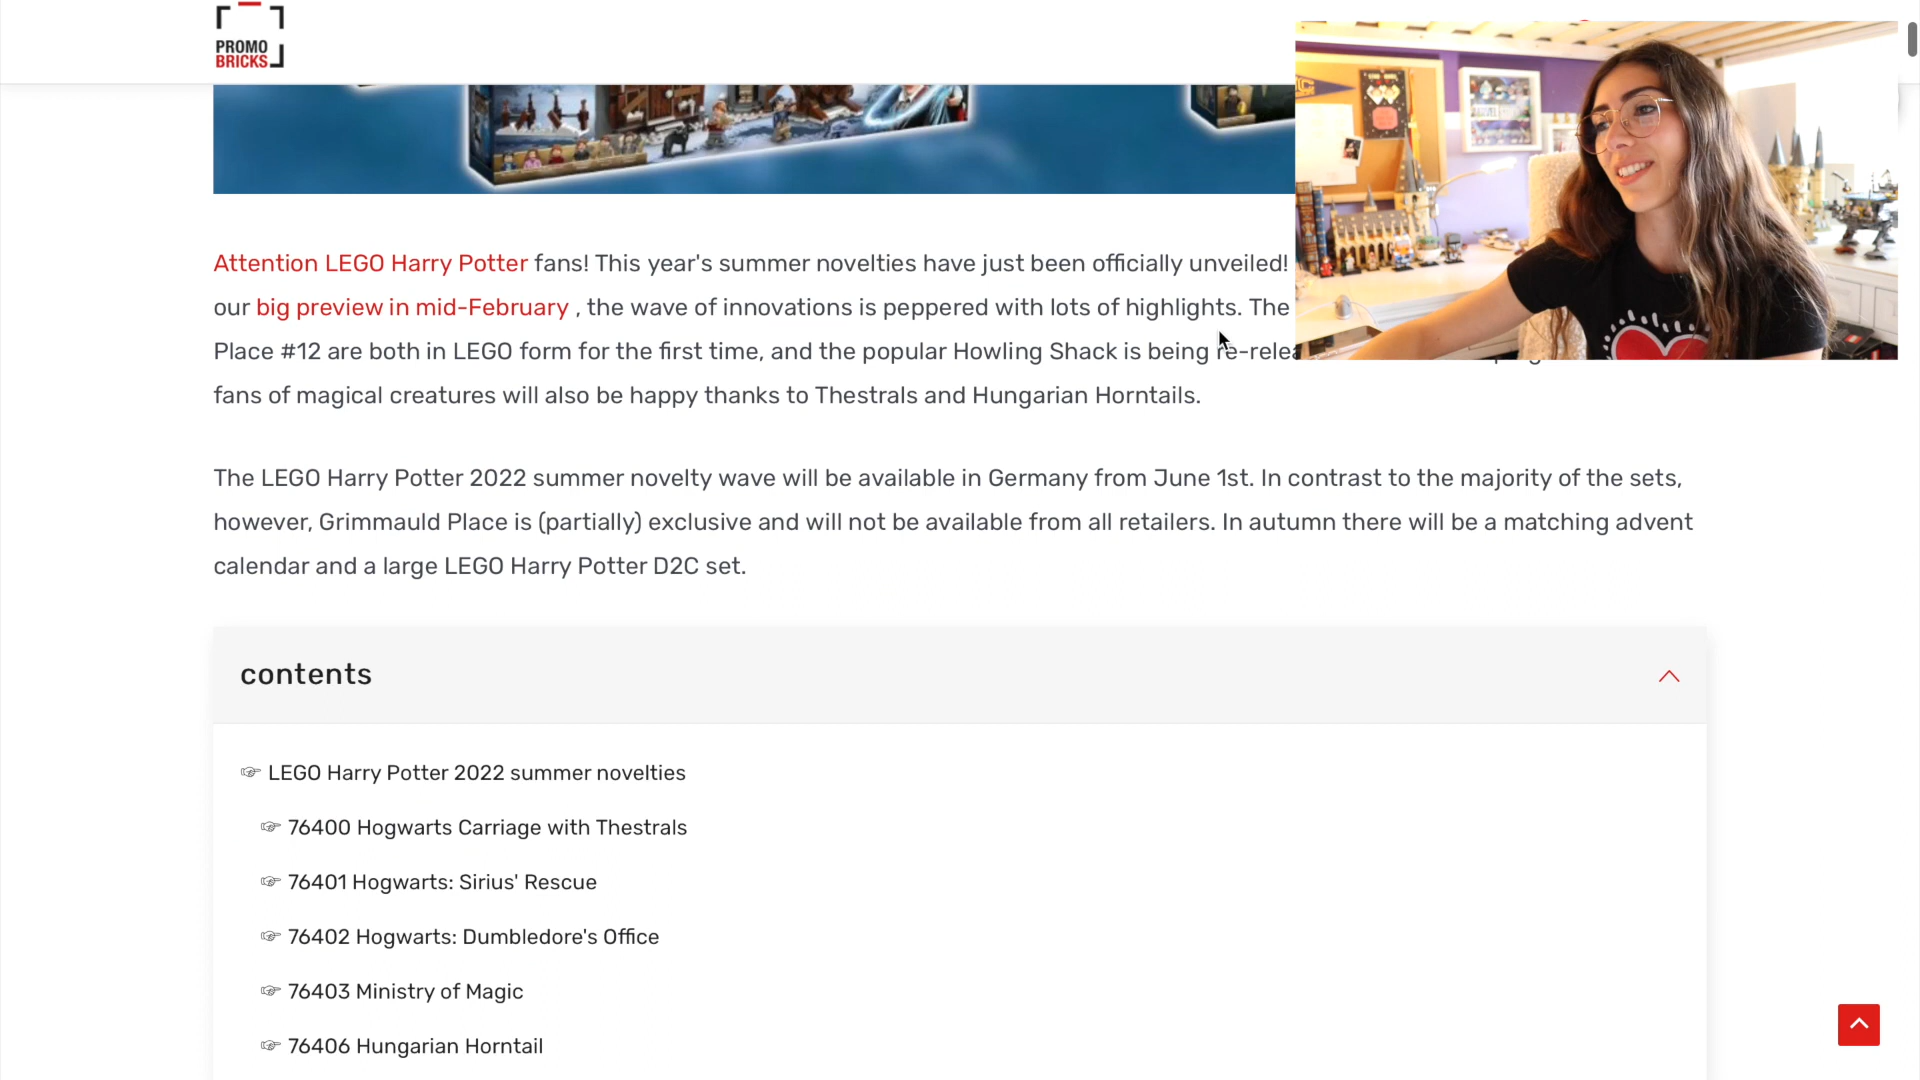 PROMO
BRICKS
Attention LEGO Harry Potter fans! This year's summer novelties have just been officially unveiled!
our big preview in mid-February , the wave of innovations is peppered with lots of highlights. The
Place #12 are both in LEGO form for the first time, and the popular Howling Shack is being
fans of magical creatures will also be happy thanks to Thestrals and Hungarian Horntails.
The LEGO Harry Potter 2022 summer novelty wave will be available in Germany from June 1st. In contrast to the majority of the sets,
however, Grimmauld Place is (partially) exclusive and will not be available from all retailers. In autumn there will be a matching advent
calendar and a large LEGO Harry Potter D2C set.
contents
LEGO Harry Potter 2022 summer novelties
76400 Hogwarts Carriage with Thestrals
76401 Hogwarts: Sirius' Rescue
76402 Hogwarts: Dumbledore's Office
76403 Ministry of Magic
76406 Hungarian Horntail